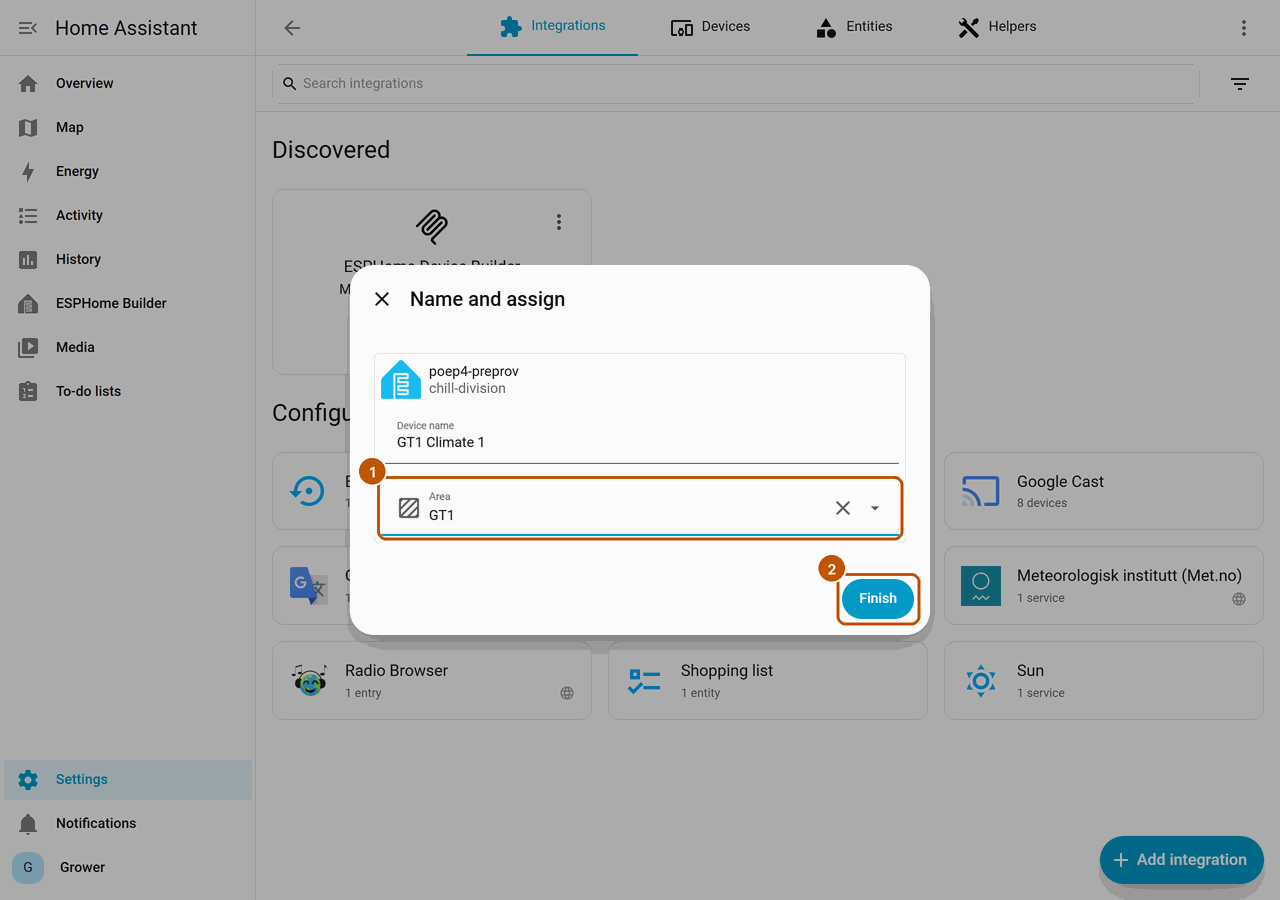 Home Assistant
Integrations
Devices
Entities
Helpers
Overview
Map
Energy
Activity
History
ESPHome Builder
Media
To-do lists
Settings
Notifications
G
Grower
Search integrations
Discovered
ESPHome Device Builder
Name and assign
poep4-preprov
chill-division
Device name
GT1 Climate 1
1
Area
GT1
2
Finish
Google Cast
8 devices
G
Meteorologisk institutt (Met.no)
1 service
Radio Browser
1 entry
Shopping list
1 entity
Sun
1 service
Add integration